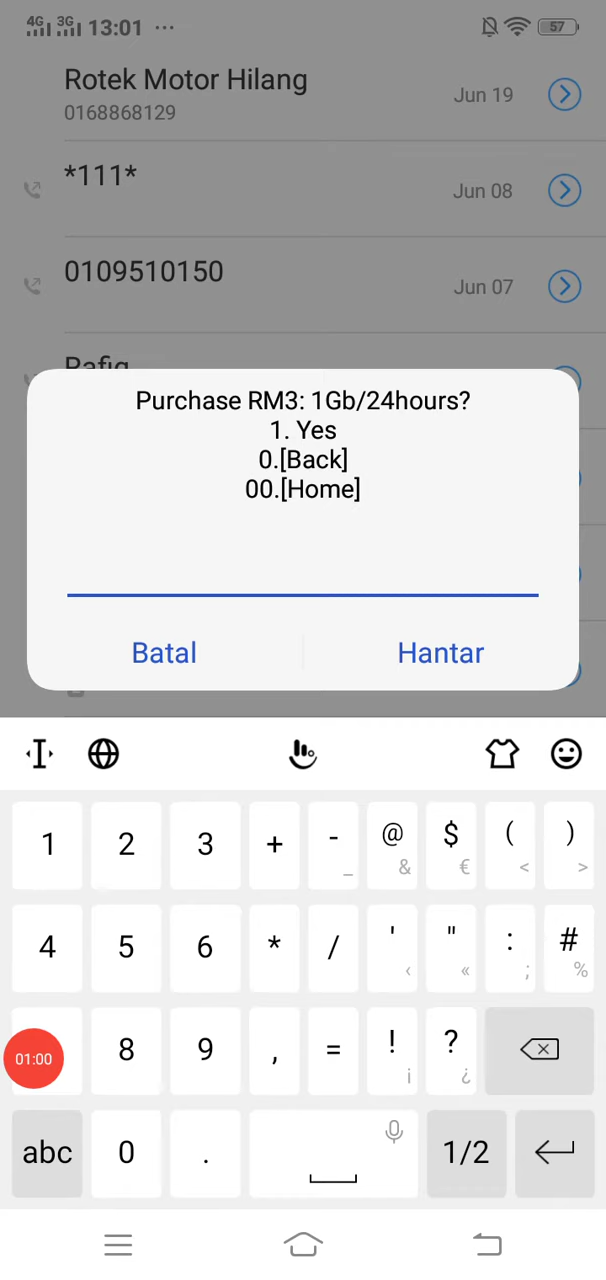 4G 3G 13:01 ... 57
Rotek Motor Hilang
0168868129
Jun 19
*111*
Jun 08
0109510150
Jun 07
Rafiq
Purchase RM3: 1Gb/24hours?
1. Yes
0.[Back]
00.[Home]
Batal Hantar
1 2 3 + - _ @ & $ € ( < ) >
4 5 6 * / ' ‹ " « : ; # %
01:00 8 9 , = ! ¡ ? ¿
abc 0 . 1/2